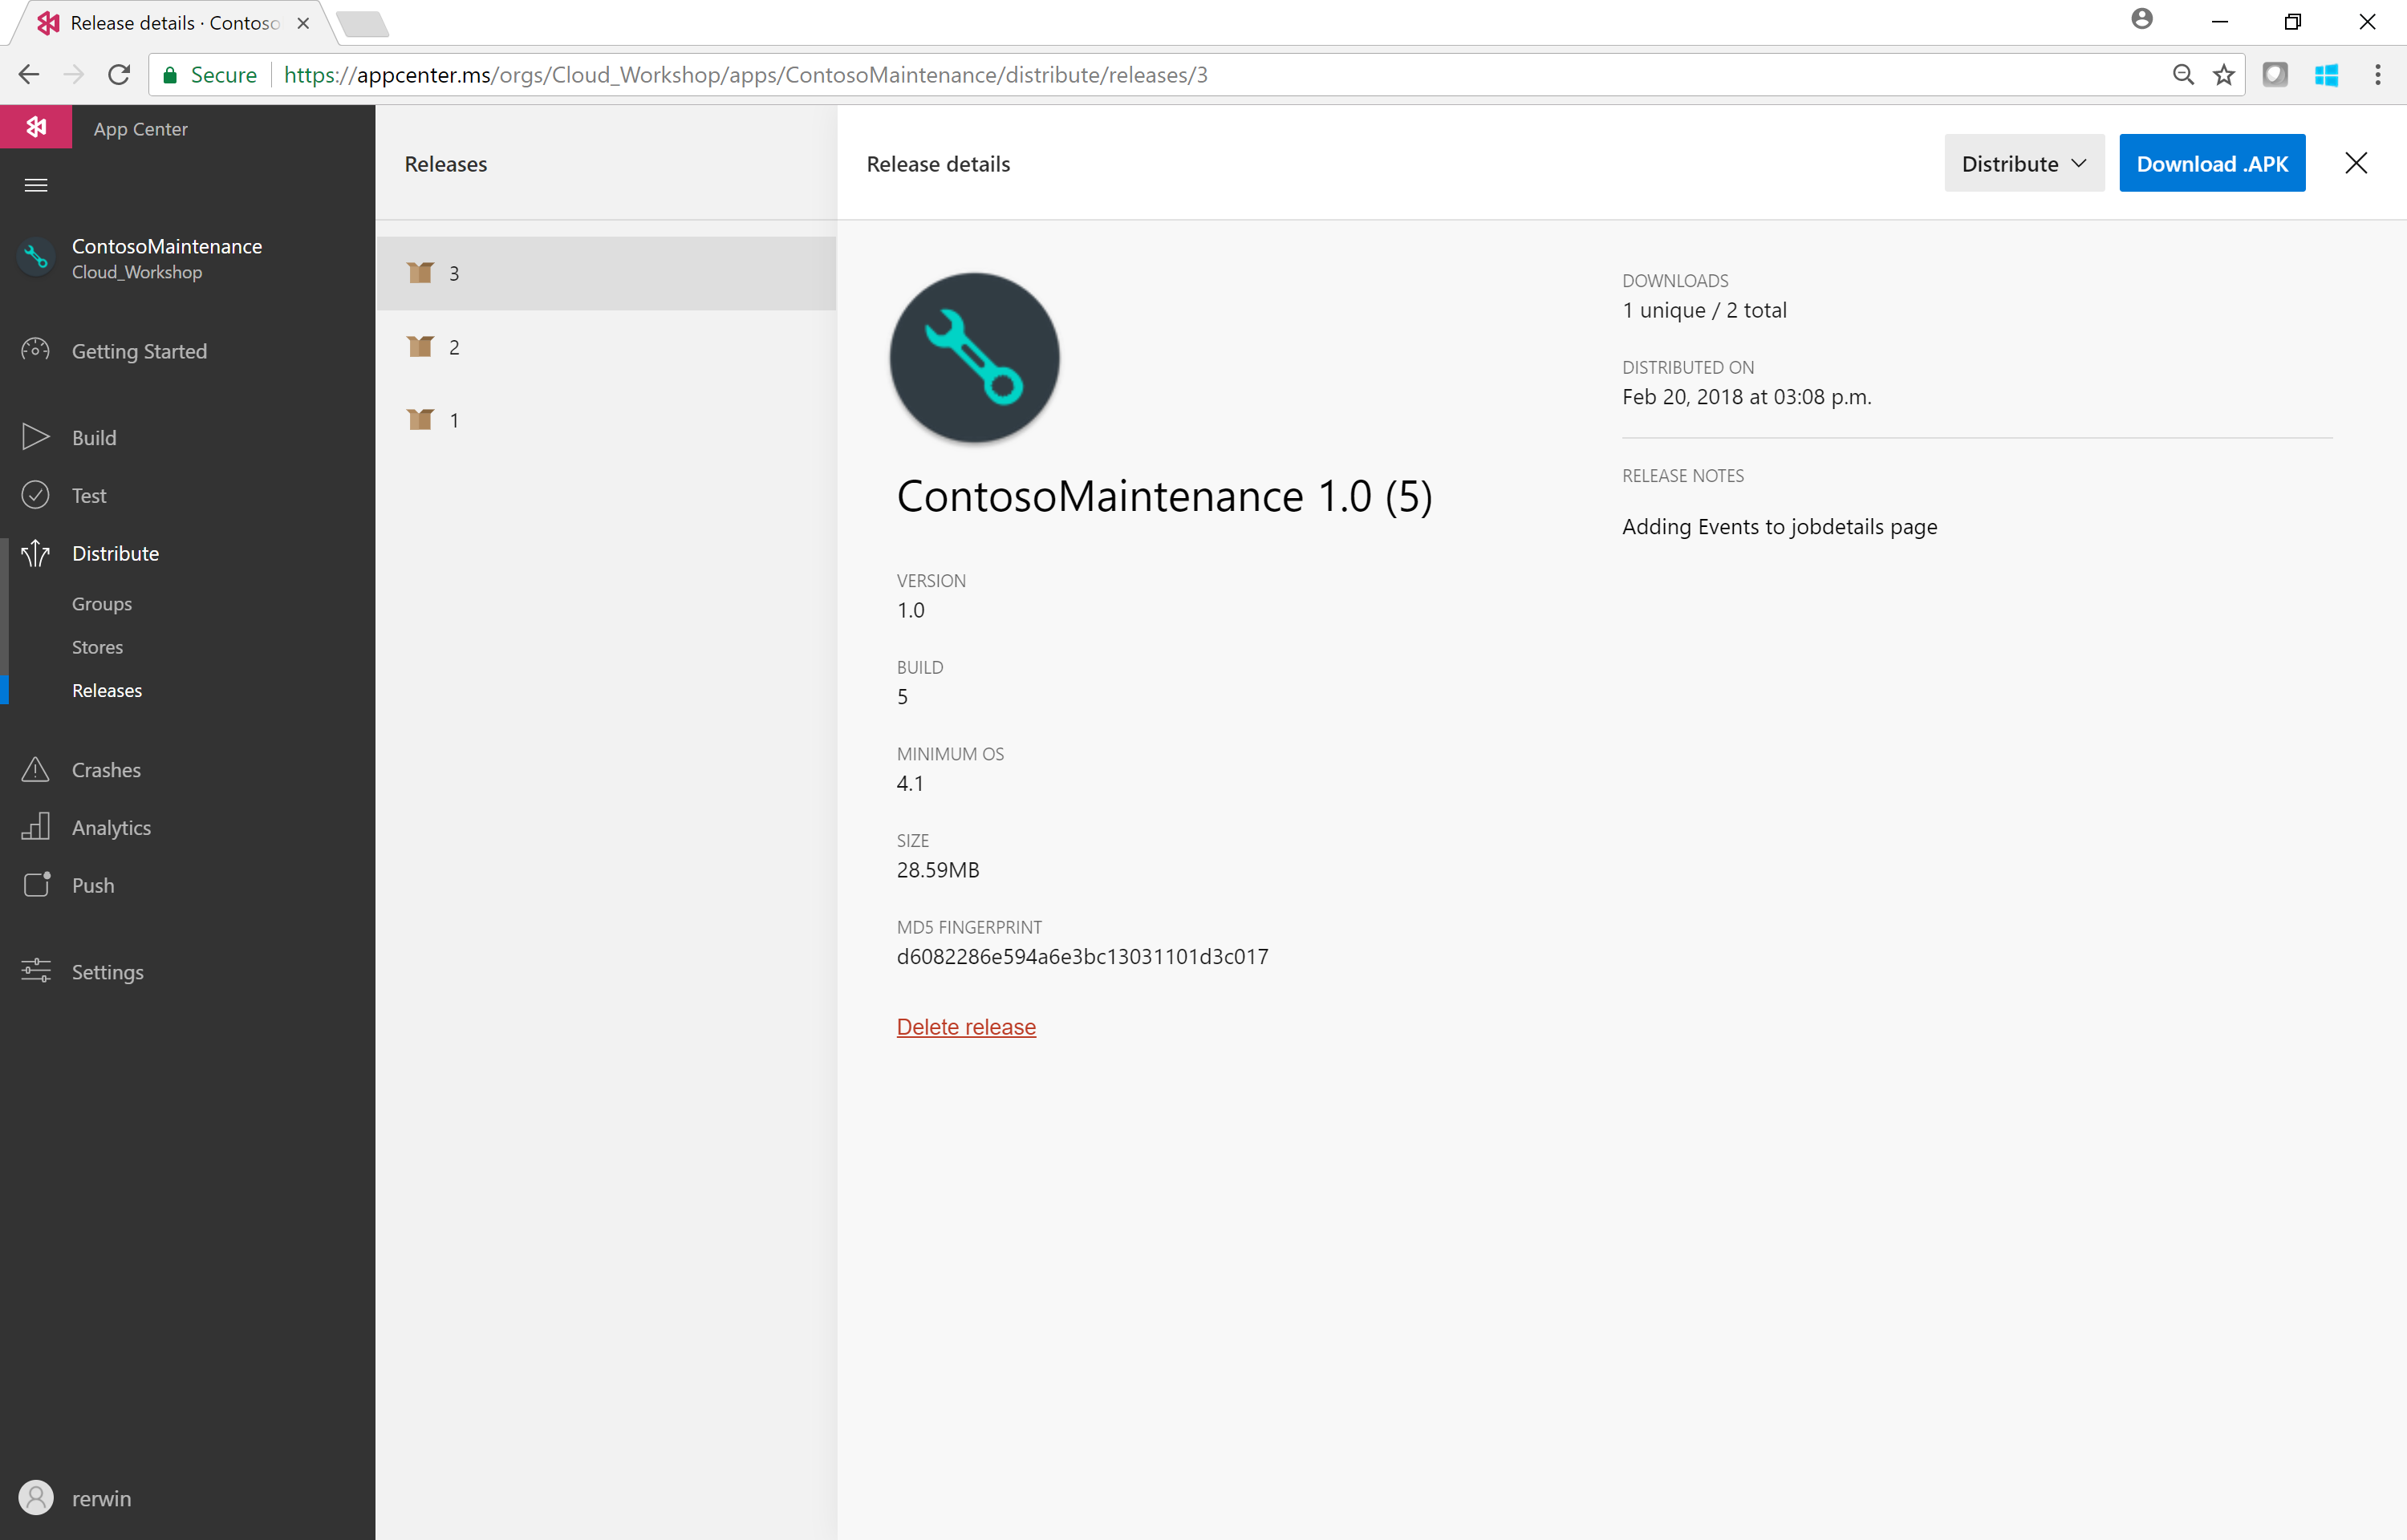 Release details · Contoso
Secure https://appcenter.ms/orgs/Cloud_Workshop/apps/ContosoMaintenance/distribute/releases/3
App Center
ContosoMaintenance
Cloud_Workshop
Getting Started
Build
Test
Distribute
Groups
Stores
Releases
Crashes
Analytics
Push
Settings
rerwin
Releases
3
2
1
Release details
Distribute
Download .APK
ContosoMaintenance 1.0 (5)
VERSION
1.0
BUILD
5
MINIMUM OS
4.1
SIZE
28.59MB
MD5 FINGERPRINT
d6082286e594a6e3bc13031101d3c017
Delete release
DOWNLOADS
1 unique / 2 total
DISTRIBUTED ON
Feb 20, 2018 at 03:08 p.m.
RELEASE NOTES
Adding Events to jobdetails page